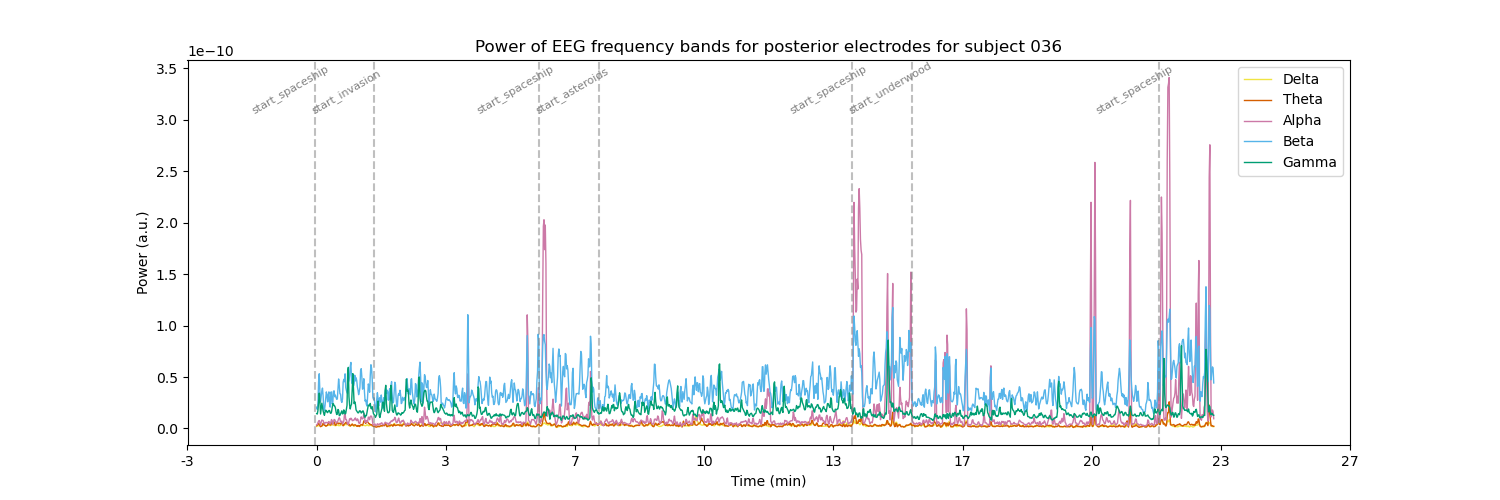 Power of EEG frequency bands for posterior electrodes for subject 036
1e−10
3.5
3.0
2.5
2.0
1.5
1.0
0.5
0.0
Power (a.u.)
start_spaceship
start_invasion
start_spaceship
start_asteroids
start_spaceship
start_underwood
start_spaceship
Delta
Theta
Alpha
Beta
Gamma
-3 0 3 7 10 13 17 20 23 27
Time (min)